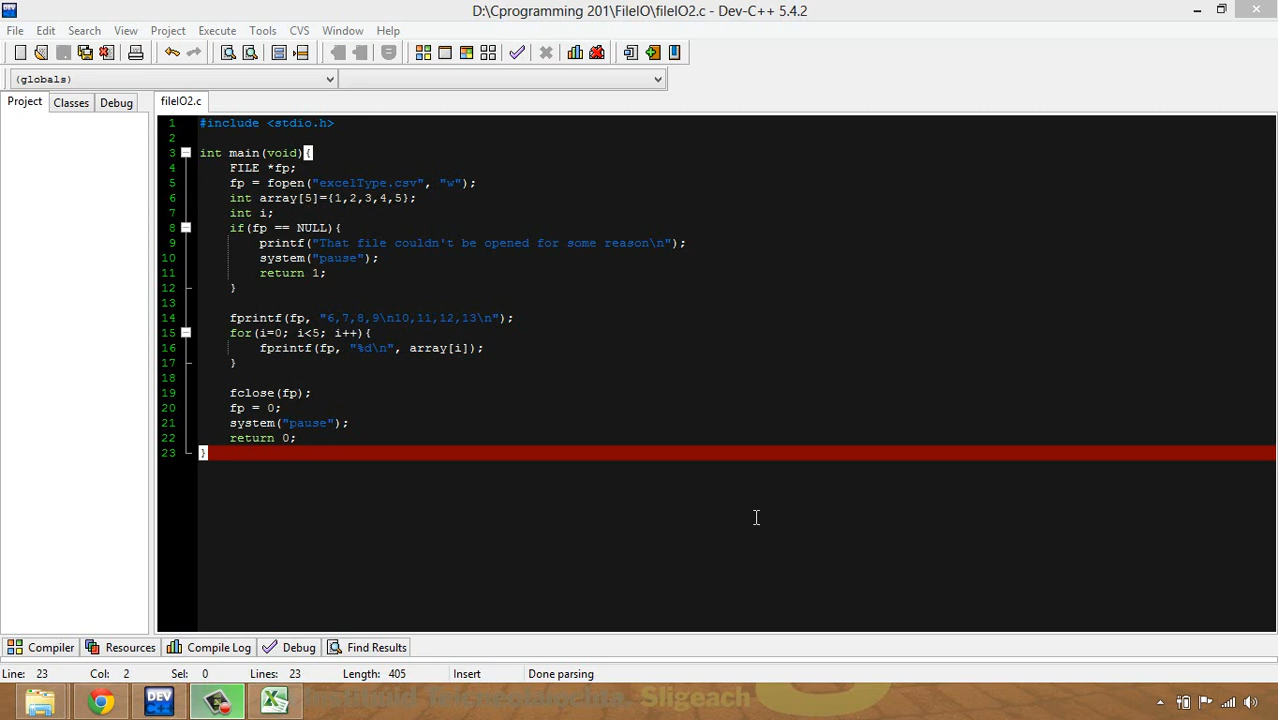 D:\Cprogramming 201\FileIO\fileIO2.c - Dev-C++ 5.4.2
File Edit Search View Project Execute Tools CVS Window Help
(globals)
Project Classes Debug
fileIO2.c
1 #include <stdio.h>
2
3 int main(void){
4 FILE *fp;
5 fp = fopen("excelType.csv", "w");
6 int array[5]={1,2,3,4,5};
7 int i;
8 if(fp == NULL){
9 printf("That file couldn't be opened for some reason\n");
10 system("pause");
11 return 1;
12 }
13
14 fprintf(fp, "6,7,8,9\n10,11,12,13\n");
15 for(i=0; i<5; i++){
16 fprintf(fp, "%d\n", array[i]);
17 }
18
19 fclose(fp);
20 fp = 0;
21 system("pause");
22 return 0;
23 }
Compiler Resources Compile Log Debug Find Results
Line: 23 Col: 2 Sel: 0 Lines: 23 Length: 405 Insert Done parsing
DEV
Sligeach